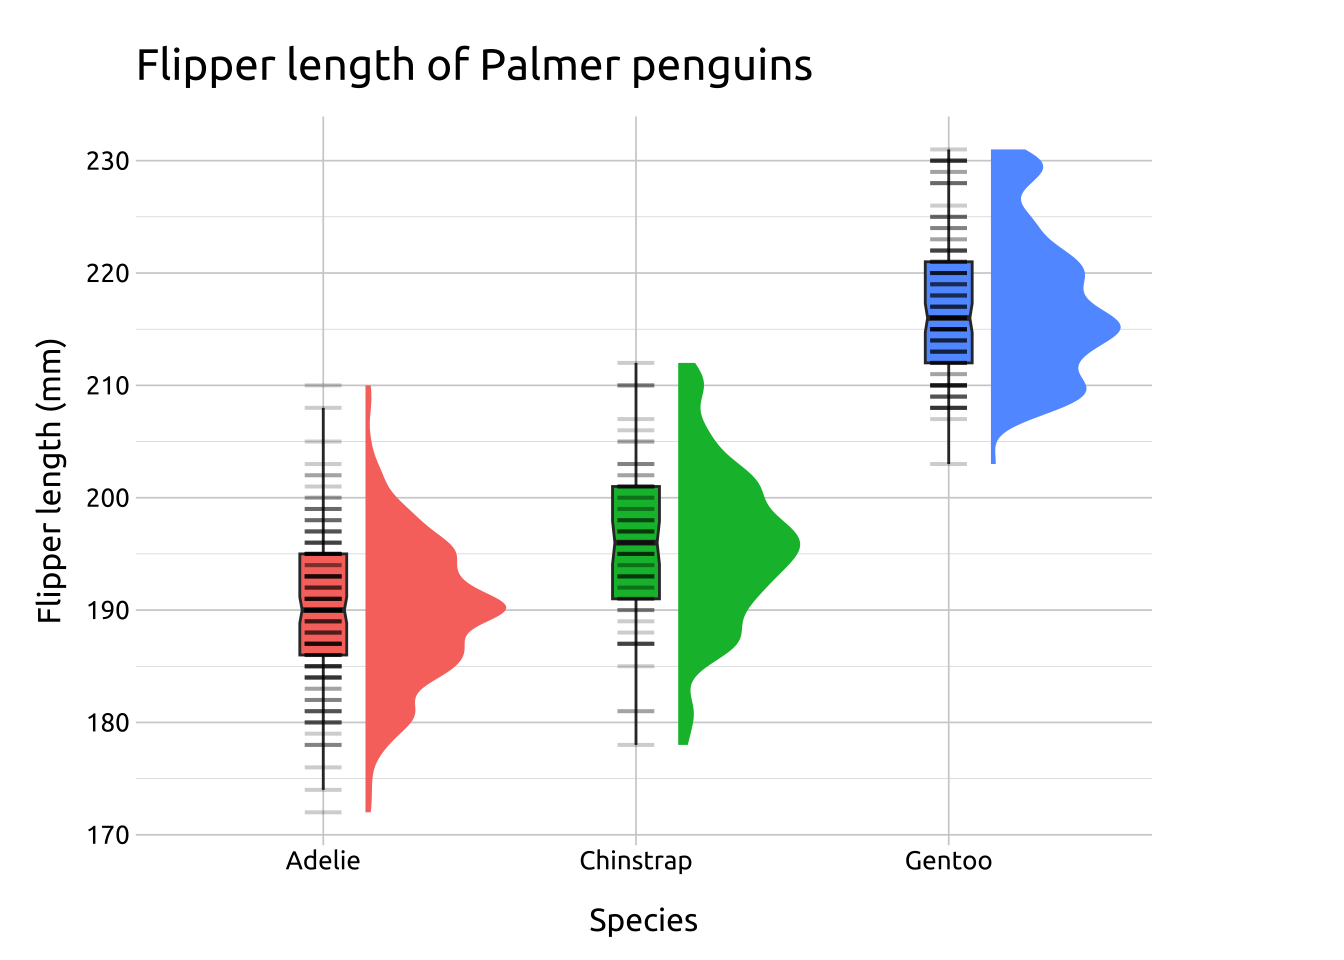 Flipper length of Palmer penguins
Flipper length (mm)
230
220
210
200
190
180
170
Adelie
Chinstrap
Gentoo
Species